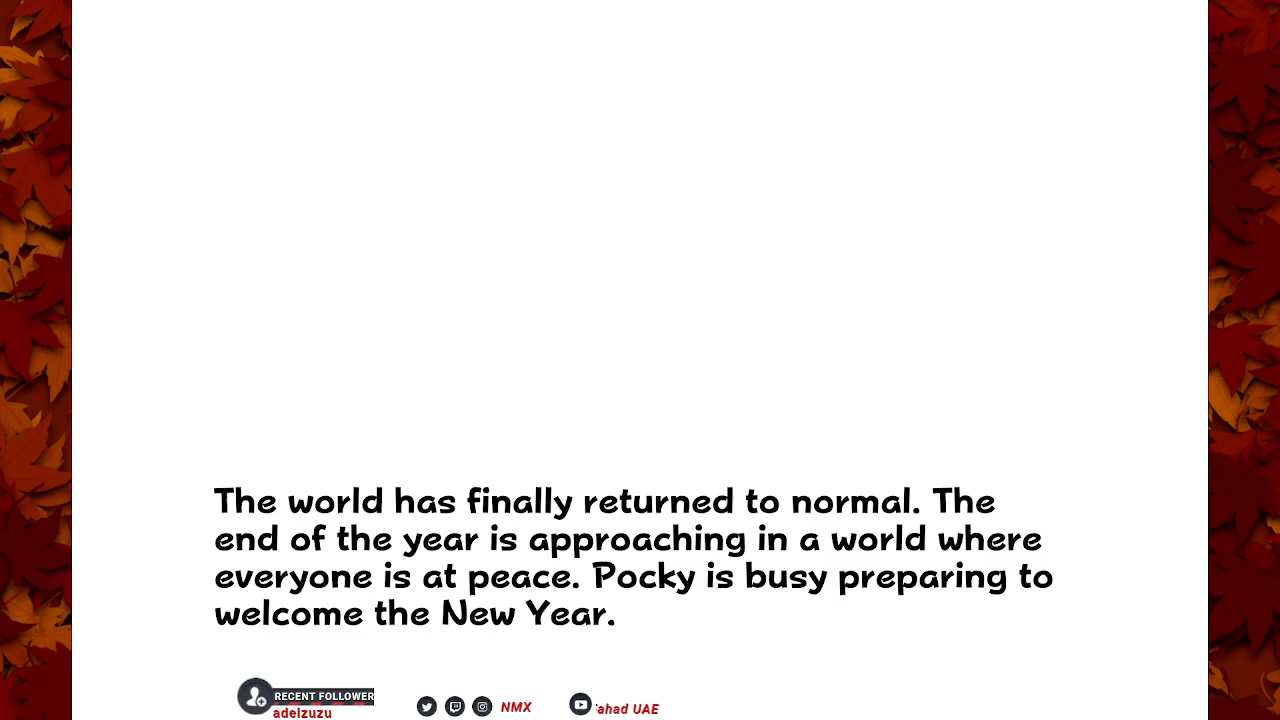 The world has finally returned to normal. The
end of the year is approaching in a world where
everyone is at peace. Pocky is busy preparing to
welcome the New Year.
RECENT FOLLOWER
adelzuzu
NMX
UAE